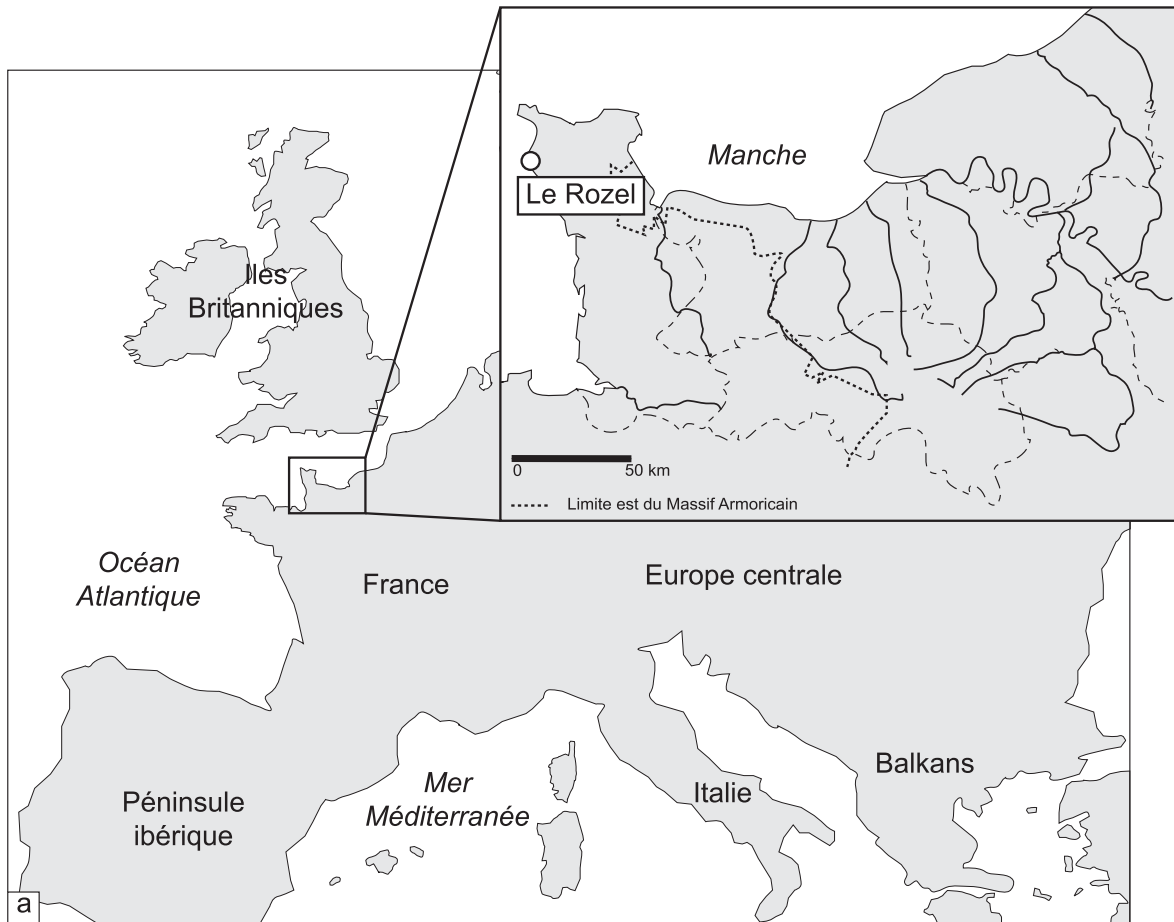 Manche
Le Rozel
0 50 km
Limite est du Massif Armoricain
Iles
Britanniques
Océan
Atlantique
France
Europe centrale
Péninsule
ibérique
Mer
Méditerranée
Italie
Balkans
a